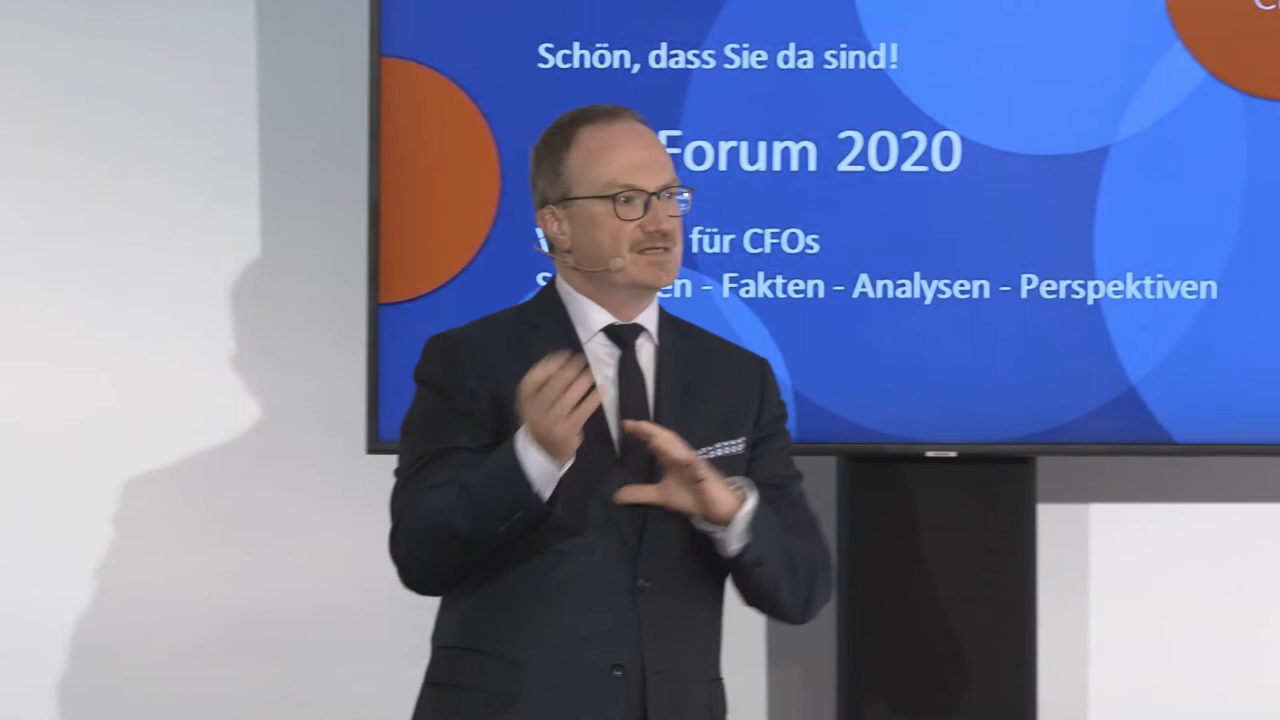 Schön, dass Sie da sind!
Forum 2020
für CFOs
- Fakten - Analysen - Perspektiven